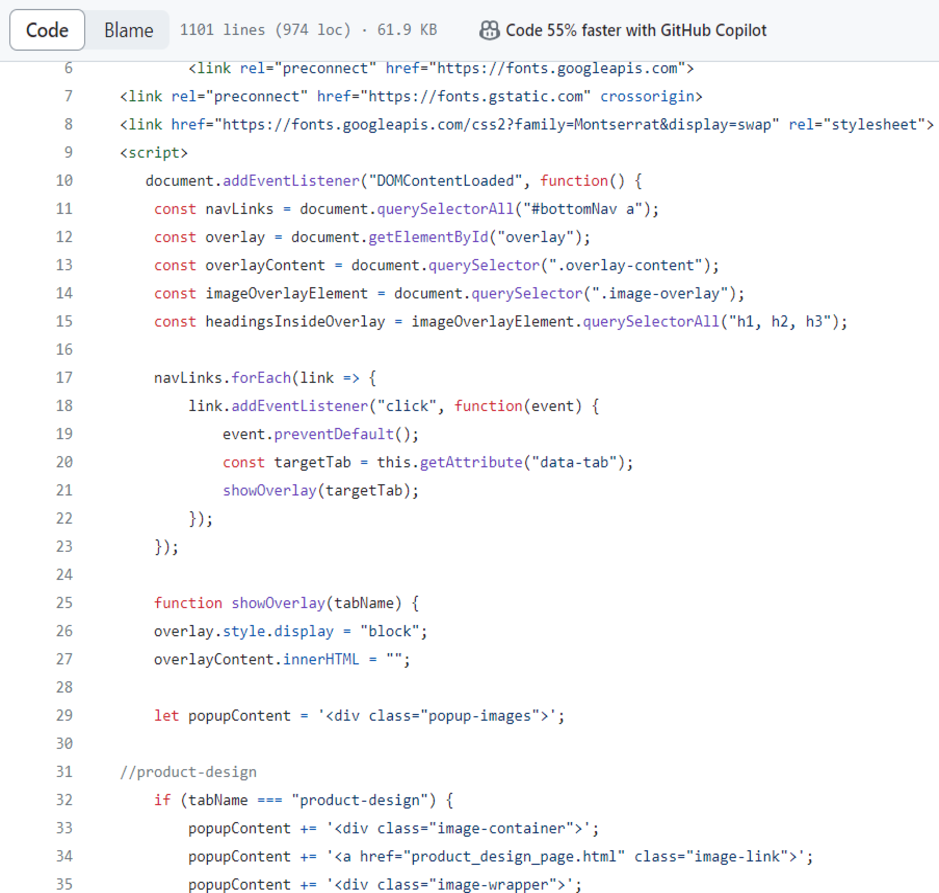 Code Blame 1101 lines (974 loc) · 61.9 KB Code 55% faster with GitHub Copilot
6 <link rel="preconnect" href="https://fonts.googleapis.com">
7 <link rel="preconnect" href="https://fonts.gstatic.com" crossorigin>
8 <link href="https://fonts.googleapis.com/css2?family=Montserrat&display=swap" rel="stylesheet">
9 <script>
10 document.addEventListener("DOMContentLoaded", function() {
11 const navLinks = document.querySelectorAll("#bottomNav a");
12 const overlay = document.getElementById("overlay");
13 const overlayContent = document.querySelector(".overlay-content");
14 const imageOverlayElement = document.querySelector(".image-overlay");
15 const headingsInsideOverlay = imageOverlayElement.querySelectorAll("h1, h2, h3");
16
17 navLinks.forEach(link => {
18 link.addEventListener("click", function(event) {
19 event.preventDefault();
20 const targetTab = this.getAttribute("data-tab");
21 showOverlay(targetTab);
22 });
23 });
24
25 function showOverlay(tabName) {
26 overlay.style.display = "block";
27 overlayContent.innerHTML = "";
28
29 let popupContent = '<div class="popup-images">';
30
31 //product-design
32 if (tabName === "product-design") {
33 popupContent += '<div class="image-container">';
34 popupContent += '<a href="product_design_page.html" class="image-link">';
35 popupContent += '<div class="image-wrapper">';